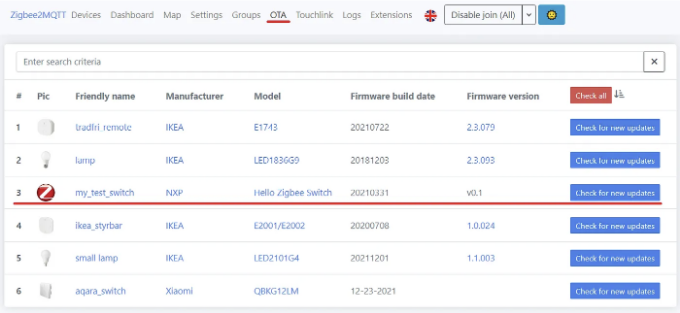 Zigbee2MQTT Devices Dashboard Map Settings Groups OTA Touchlink Logs Extensions Disable join (All)
Enter search criteria
# Pic Friendly name Manufacturer Model Firmware build date Firmware version Check all
1 tradfri_remote IKEA E1743 20210722 2.3.079 Check for new updates
2 lamp IKEA LED1836G9 20181203 2.3.093 Check for new updates
3 my_test_switch NXP Hello Zigbee Switch 20210331 v0.1 Check for new updates
4 ikea_styrbar IKEA E2001/E2002 20200708 1.0.024 Check for new updates
5 small lamp IKEA LED2101G4 20211201 1.1.003 Check for new updates
6 aqara_switch Xiaomi QBKG12LM 12-23-2021 Check for new updates